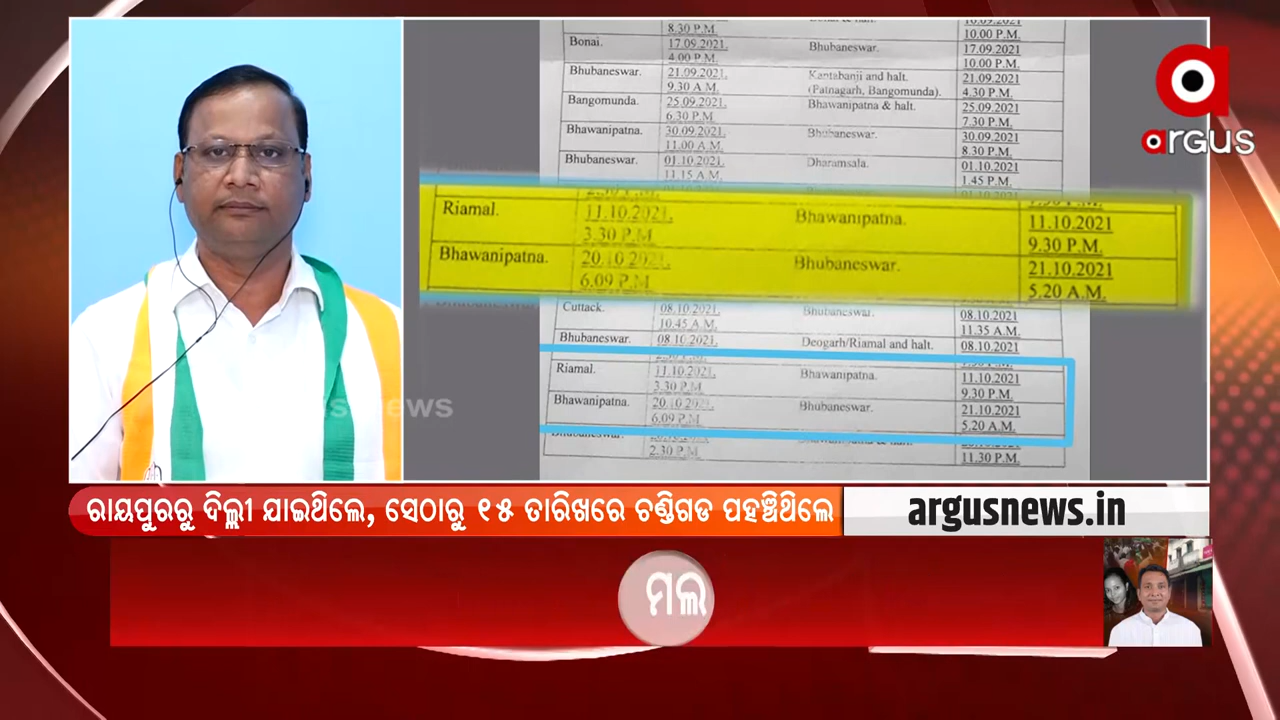 8.30 P.M.
10.00 P.M.
Bonai. 17.09.2021. Bhubaneswar. 17.09.2021
4.00 P.M. 10.00 P.M.
Bhubaneswar. 21.09.2021. Kantabanji and halt. 21.09.2021
9.30 A M. (Patnagarh, Bangomunda). 4.30 P.M.
Bangomunda. 25.09.2021. Bhawanipatna & halt. 25.09.2021
6.30 P.M. 7.30 P.M.
Bhawanipatna. 30.09.2021. Bhubaneswar. 30.09.2021
11.00 A.M. 8.30 P.M.
Bhubaneswar. 01.10.2021. Dharamsala. 01.10.2021
11.15 A.M. 1.45 P.M.
Riamal. 11.10.2021. Bhawanipatna. 11.10.2021
3.30 P.M 9.30 P.M.
Bhawanipatna. 20.10.2021. Bhubaneswar. 21.10.2021
6.09 P.M. 5.20 A.M.
Cuttack. 08.10.2021. Bhubaneswar. 08.10.2021
10.45 A.M. 11.35 A.M.
Bhubaneswar. 08.10.2021. Deogarh/Riamal and halt. 08.10.2021
Riamal. 11.10.2021. Bhawanipatna. 11.10.2021
3.30 P.M 9.30 P.M.
Bhawanipatna. 20.10.2021. Bhubaneswar. 21.10.2021
6.09 P.M. 5.20 A.M.
2.30 P.M. 11.30 P.M.
argus
News
ରାୟପୁରରୁ ଦିଲ୍ଲୀ ଯାଇଥିଲେ, ସେଠାରୁ ୧୫ ତାରିଖରେ ଚଣ୍ଡିଗଡ ପହଞ୍ଚିଥିଲେ
argusnews.in
ମଲ